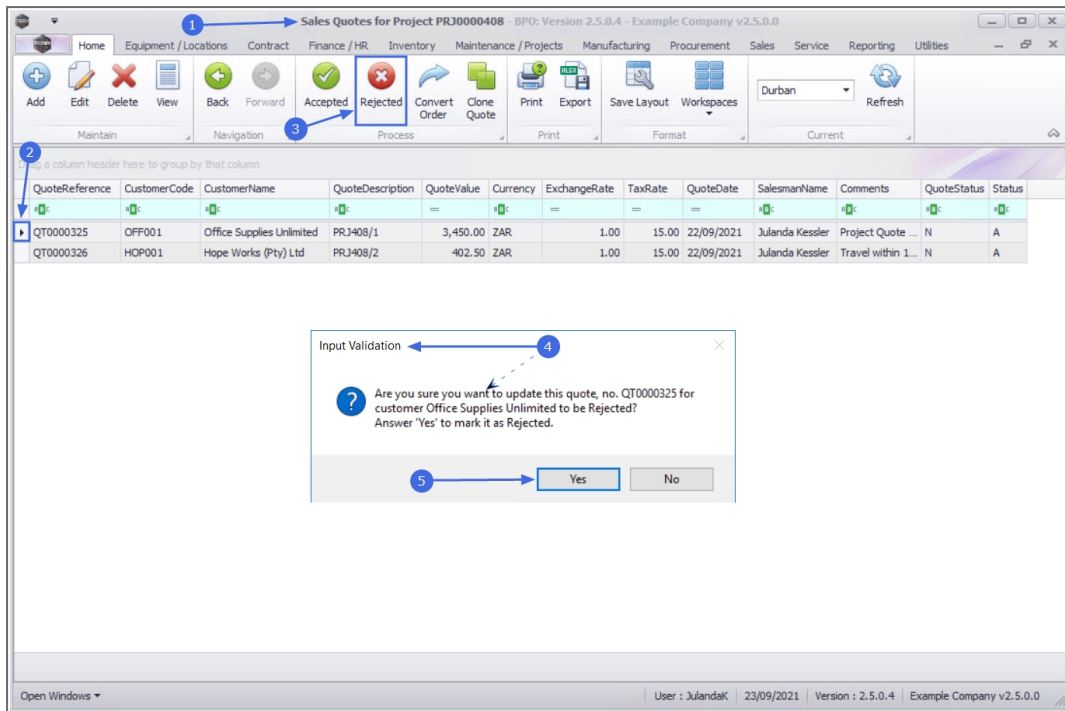 1
Sales Quotes for Project PRJ0000408 - BPO: Version 2.5.0.4 - Example Company v2.5.0.0
Home Equipment / Locations Contract Finance / HR Inventory Maintenance / Projects Manufacturing Procurement Sales Service Reporting Utilities
Add Edit Delete View Back Forward Accepted Rejected Convert Order Clone Quote Print Export Save Layout Workspaces Durban Refresh
3
Maintain Navigation Process Print Format Current
2
Drag a column header here to group by that column
QuoteReference CustomerCode CustomerName QuoteDescription QuoteValue Currency ExchangeRate TaxRate QuoteDate SalesmanName Comments QuoteStatus Status
QT0000325 OFF001 Office Supplies Unlimited PRJ408/1 3,450.00 ZAR 1.00 15.00 22/09/2021 Julanda Kessler Project Quote ... N A
QT0000326 HOP001 Hope Works (Pty) Ltd PRJ408/2 402.50 ZAR 1.00 15.00 22/09/2021 Julanda Kessler Travel within 1... N A
Input Validation 4
Are you sure you want to update this quote, no. QT0000325 for
customer Office Supplies Unlimited to be Rejected?
Answer 'Yes' to mark it as Rejected.
5 Yes No
Open Windows User : JulandaK 23/09/2021 Version : 2.5.0.4 Example Company v2.5.0.0